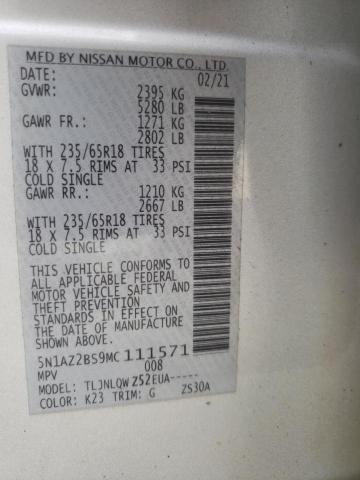 MFD BY NISSAN MOTOR CO., LTD.
DATE: 02/21
GVWR: 2395 KG
5280 LB
GAWR FR.: 1271 KG
2802 LB
WITH 235/65R18 TIRES
18 X 7.5 RIMS AT 33 PSI
COLD SINGLE
GAWR RR.: 1210 KG
2667 LB
WITH 235/65R18 TIRES
18 X 7.5 RIMS AT 33 PSI
COLD SINGLE
THIS VEHICLE CONFORMS TO
ALL APPLICABLE FEDERAL
MOTOR VEHICLE SAFETY AND
THEFT PREVENTION
STANDARDS IN EFFECT ON
THE DATE OF MANUFACTURE
SHOWN ABOVE.
5N1AZ2BS9MC111571
MPV 008
MODEL: TLJNLQWZ52EUA-----
COLOR: K23 TRIM: G ZS30A